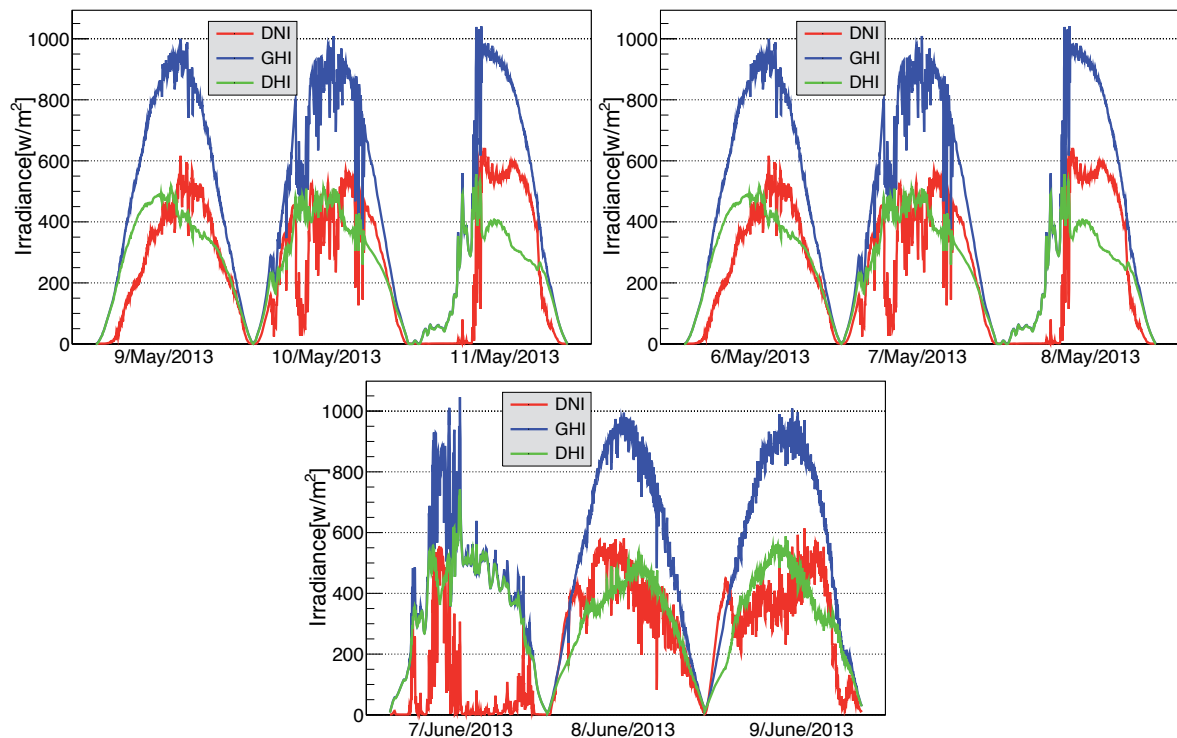 Irradiance[w/m²]
1000
800
600
400
200
0
DNI
GHI
DHI
9/May/2013 10/May/2013 11/May/2013
Irradiance[w/m²]
1000
800
600
400
200
0
DNI
GHI
DHI
6/May/2013 7/May/2013 8/May/2013
Irradiance[w/m²]
1000
800
600
400
200
0
DNI
GHI
DHI
7/June/2013 8/June/2013 9/June/2013